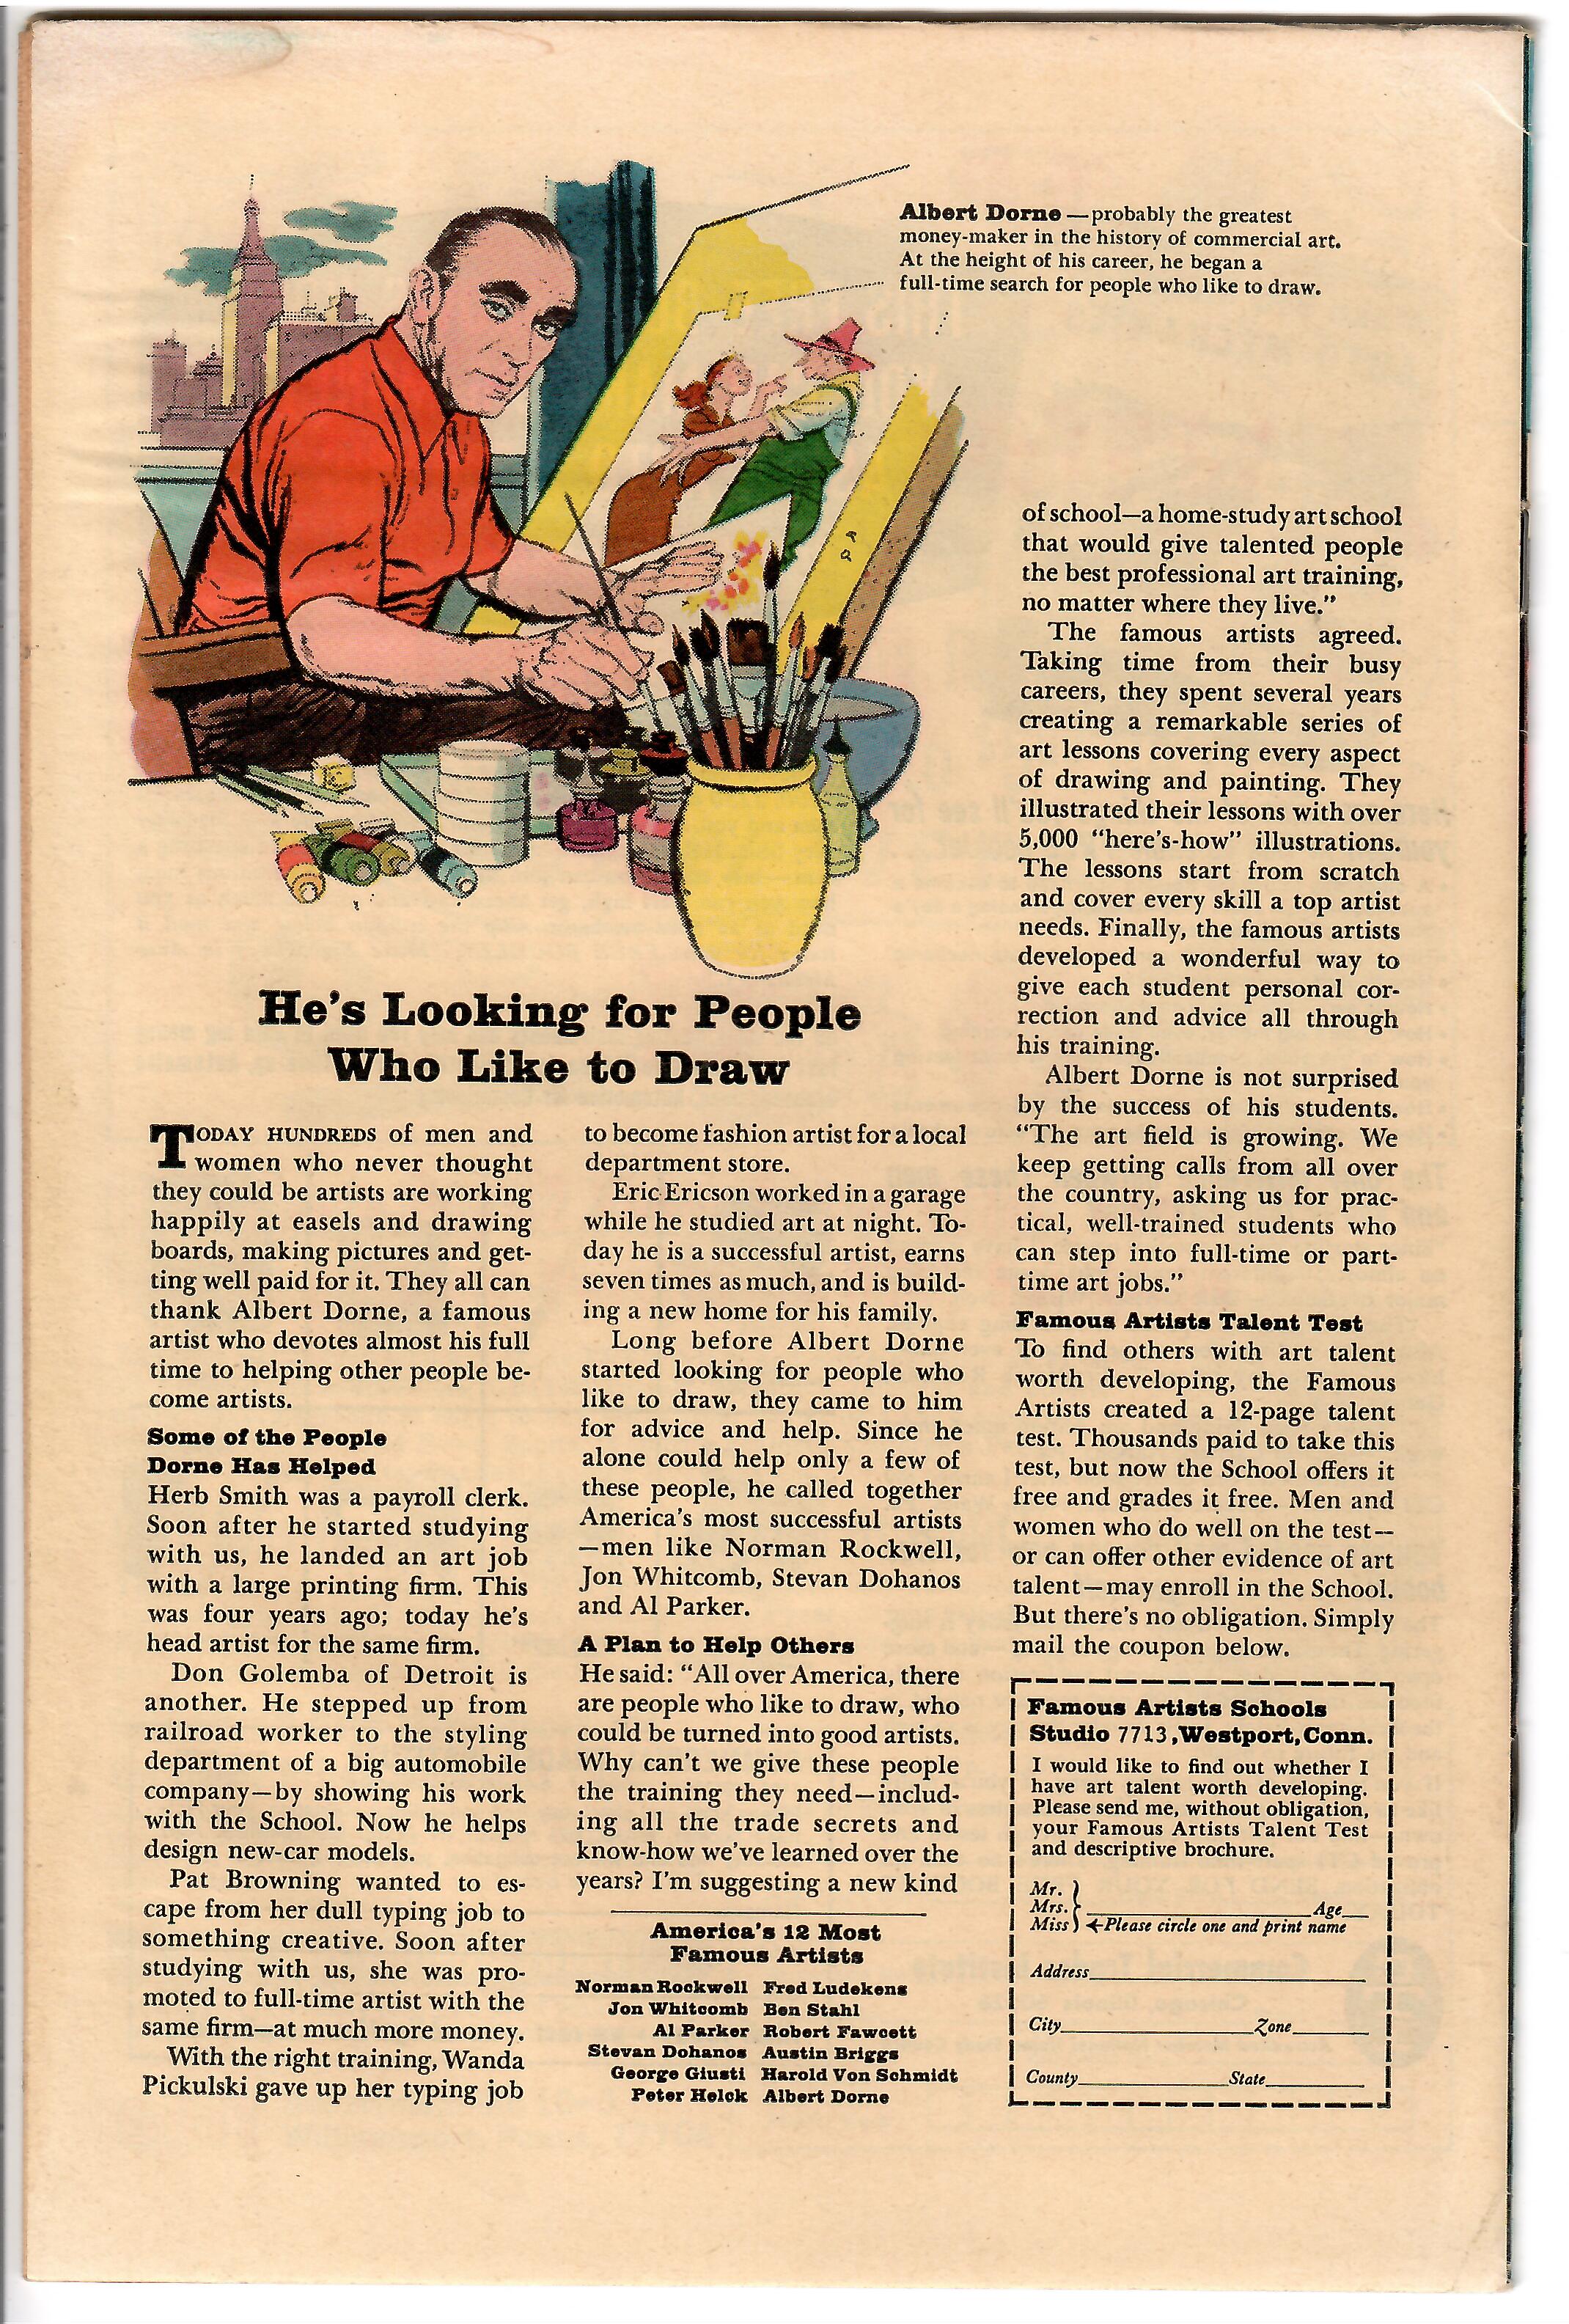 Albert Dorne —probably the greatest
money-maker in the history of commercial art.
At the height of his career, he began a
full-time search for people who like to draw.
He's Looking for People
Who Like to Draw
TODAY HUNDREDS of men and
women who never thought
they could be artists are working
happily at easels and drawing
boards, making pictures and get-
ting well paid for it. They all can
thank Albert Dorne, a famous
artist who devotes almost his full
time to helping other people be-
come artists.
Some of the People
Dorne Has Helped
Herb Smith was a payroll clerk.
Soon after he started studying
with us, he landed an art job
with a large printing firm. This
was four years ago; today he's
head artist for the same firm.
Don Golemba of Detroit is
another. He stepped up from
railroad worker to the styling
department of a big automobile
company—by showing his work
with the School. Now he helps
design new-car models.
Pat Browning wanted to es-
cape from her dull typing job to
something creative. Soon after
studying with us, she was pro-
moted to full-time artist with the
same firm—at much more money.
With the right training, Wanda
Pickulski gave up her typing job
to become fashion artist for a local
department store.
Eric Ericson worked in a garage
while he studied art at night. To-
day he is a successful artist, earns
seven times as much, and is build-
ing a new home for his family.
Long before Albert Dorne
started looking for people who
like to draw, they came to him
for advice and help. Since he
alone could help only a few of
these people, he called together
America's most successful artists
—men like Norman Rockwell,
Jon Whitcomb, Stevan Dohanos
and Al Parker.
A Plan to Help Others
He said: “All over America, there
are people who like to draw, who
could be turned into good artists.
Why can't we give these people
the training they need—includ-
ing all the trade secrets and
know-how we've learned over the
years? I'm suggesting a new kind
America's 12 Most
Famous Artists
Norman Rockwell Fred Ludekens
Jon Whitcomb Ben Stahl
Al Parker Robert Fawcett
Stevan Dohanos Austin Briggs
George Giusti Harold Von Schmidt
Peter Helck Albert Dorne
of school—a home-study art school
that would give talented people
the best professional art training,
no matter where they live.”
The famous artists agreed.
Taking time from their busy
careers, they spent several years
creating a remarkable series of
art lessons covering every aspect
of drawing and painting. They
illustrated their lessons with over
5,000 “here's-how” illustrations.
The lessons start from scratch
and cover every skill a top artist
needs. Finally, the famous artists
developed a wonderful way to
give each student personal cor-
rection and advice all through
his training.
Albert Dorne is not surprised
by the success of his students.
“The art field is growing. We
keep getting calls from all over
the country, asking us for prac-
tical, well-trained students who
can step into full-time or part-
time art jobs.”
Famous Artists Talent Test
To find others with art talent
worth developing, the Famous
Artists created a 12-page talent
test. Thousands paid to take this
test, but now the School offers it
free and grades it free. Men and
women who do well on the test—
or can offer other evidence of art
talent—may enroll in the School.
But there's no obligation. Simply
mail the coupon below.
Famous Artists Schools
Studio 7713, Westport, Conn.
I would like to find out whether I
have art talent worth developing.
Please send me, without obligation,
your Famous Artists Talent Test
and descriptive brochure.
Mr.
Mrs. Age
Miss ←Please circle one and print name
Address
City Zone
County State